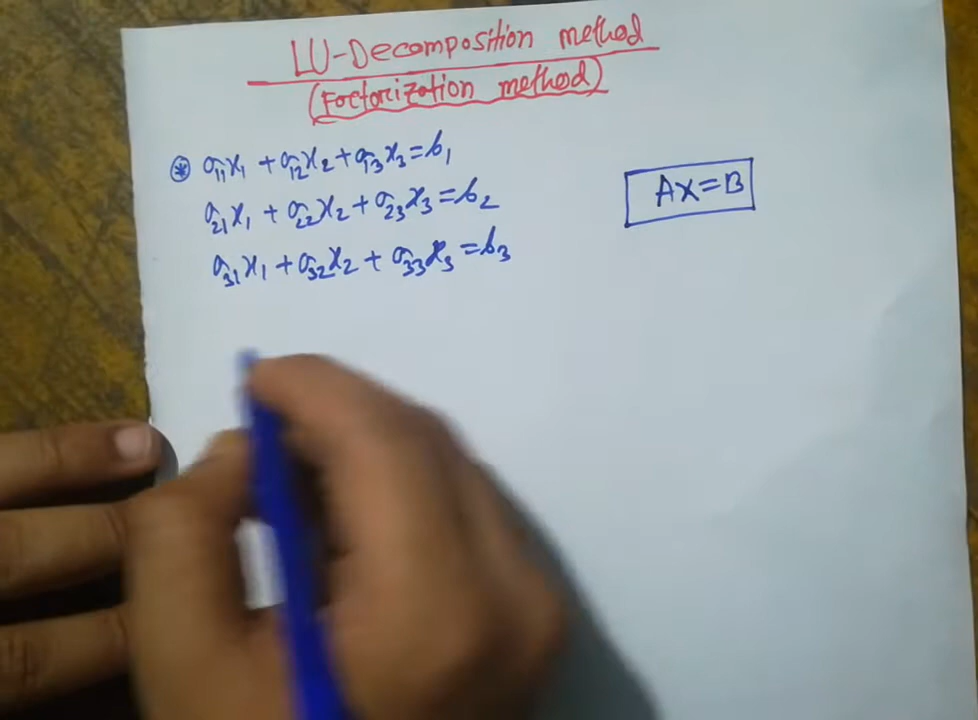 LU-Decomposition method
(Factorization method)
* a₁₁x₁ + a₁₂x₂ + a₁₃x₃ = b₁
a₂₁x₁ + a₂₂x₂ + a₂₃x₃ = b₂
a₃₁x₁ + a₃₂x₂ + a₃₃x₃ = b₃
AX = B